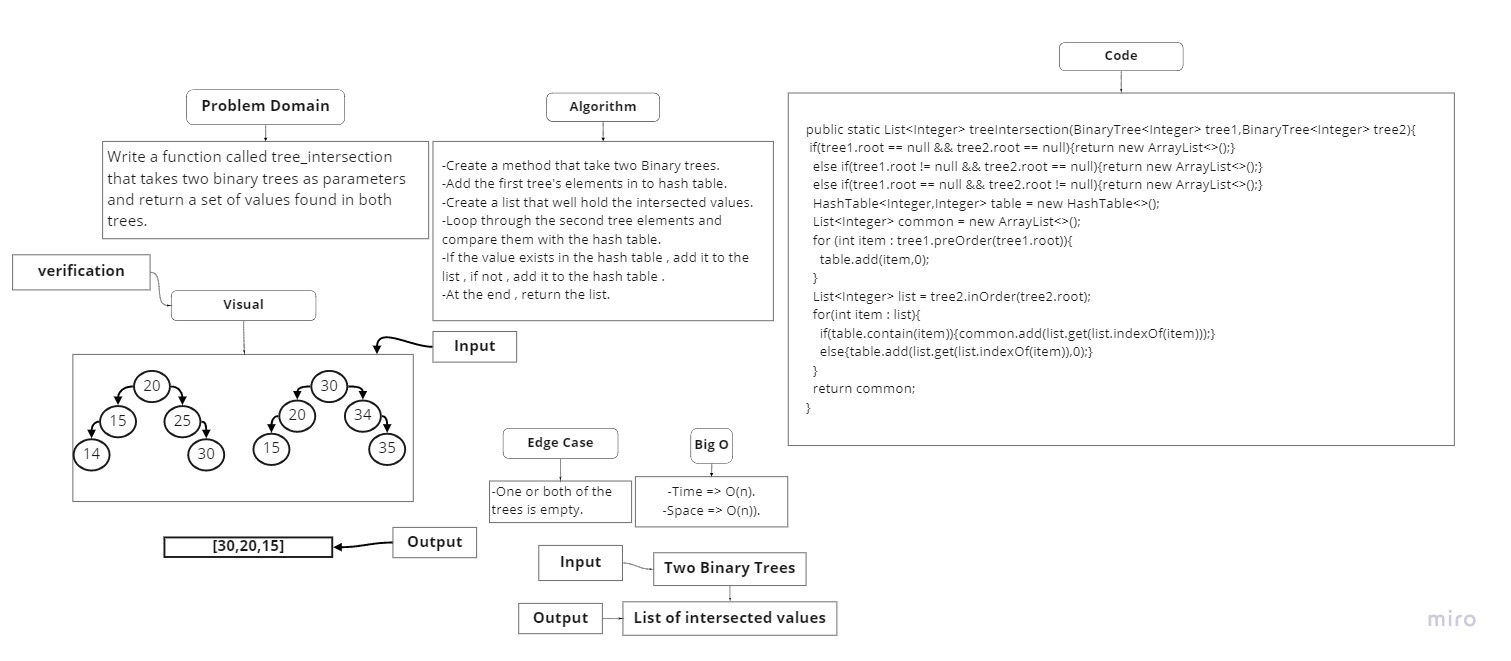 Code
Problem Domain
Algorithm
Write a function called tree_intersection
that takes two binary trees as parameters
and return a set of values found in both
trees.
-Create a method that take two Binary trees.
-Add the first tree's elements in to hash table.
-Create a list that well hold the intersected values.
-Loop through the second tree elements and
compare them with the hash table.
-If the value exists in the hash table , add it to the
list , if not , add it to the hash table .
-At the end , return the list.
public static List<Integer> treeIntersection(BinaryTree<Integer> tree1,BinaryTree<Integer> tree2){
if(tree1.root == null && tree2.root == null){return new ArrayList<>();}
else if(tree1.root != null && tree2.root == null){return new ArrayList<>();}
else if(tree1.root == null && tree2.root != null){return new ArrayList<>();}
HashTable<Integer,Integer> table = new HashTable<>();
List<Integer> common = new ArrayList<>();
for (int item : tree1.preOrder(tree1.root)){
table.add(item,0);
}
List<Integer> list = tree2.inOrder(tree2.root);
for(int item : list){
if(table.contain(item)){common.add(list.get(list.indexOf(item)));}
else{table.add(list.get(list.indexOf(item)),0);}
}
return common;
}
verification
Visual
Input
20
15
25
14
30
30
20
34
15
35
Edge Case
-One or both of the
trees is empty.
Big O
-Time => O(n).
-Space => O(n)).
[30,20,15]
Output
Input
Two Binary Trees
Output
List of intersected values
miro